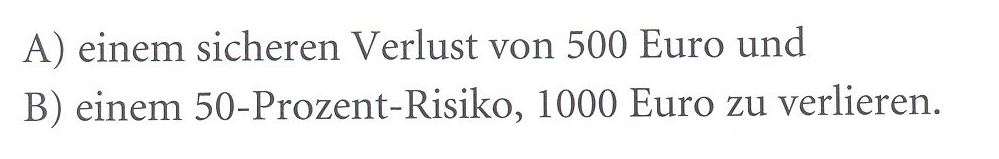 A) einem sicheren Verlust von 500 Euro und
B) einem 50-Prozent-Risiko, 1000 Euro zu verlieren.